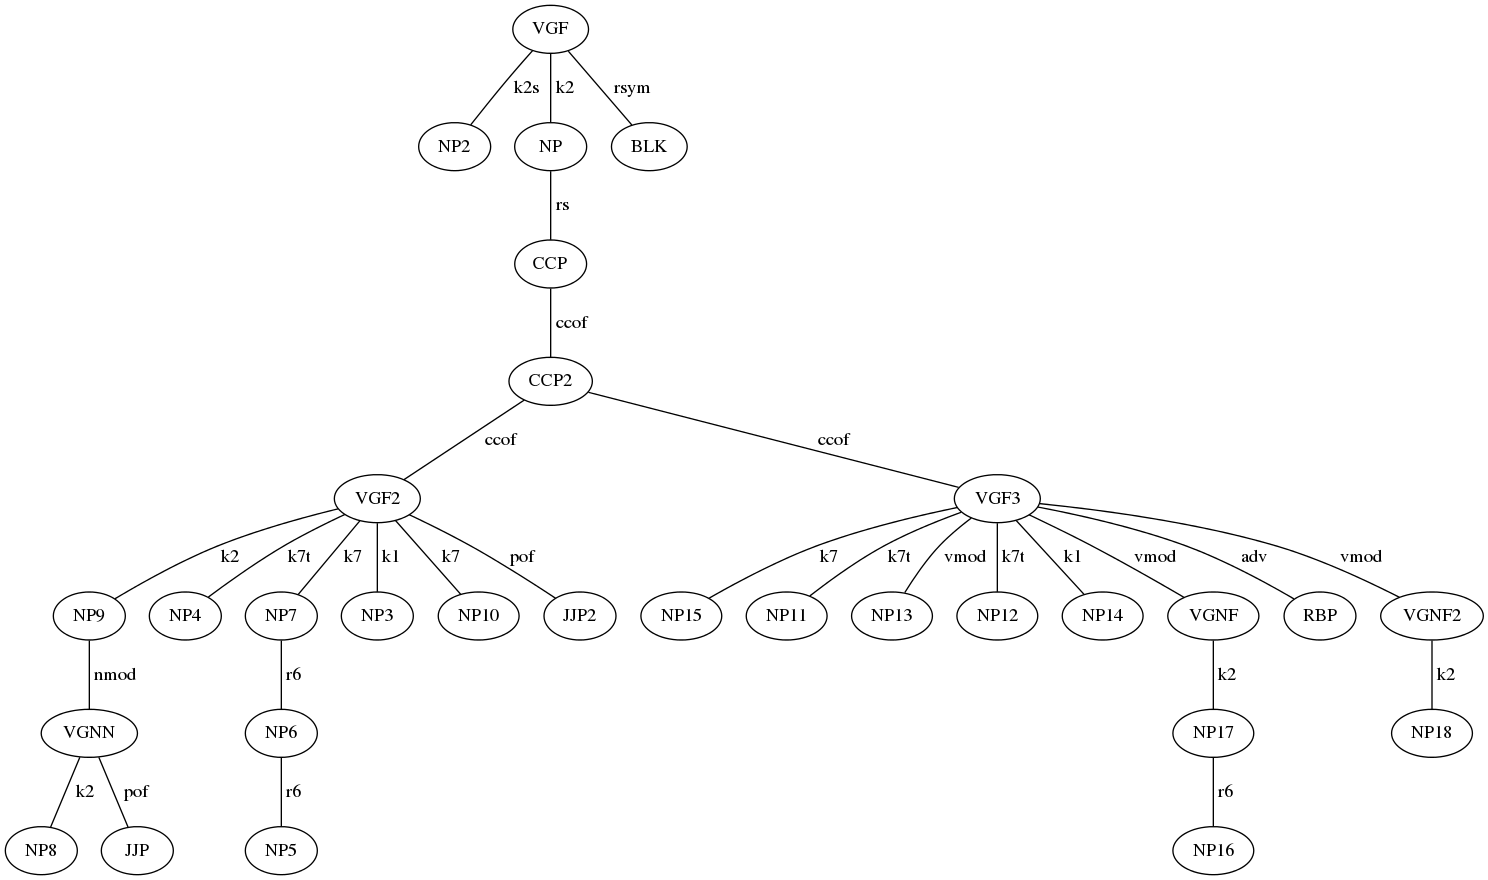 VGF
k2s k2 rsym
NP2 NP BLK
rs
CCP
ccof
CCP2
ccof ccof
VGF2 VGF3
k2 k7t k7 k1 k7 pof k7 k7t vmod k7t k1 vmod adv vmod
NP9 NP4 NP7 NP3 NP10 JJP2 NP15 NP11 NP13 NP12 NP14 VGNF RBP VGNF2
nmod r6 k2 k2
VGNN NP6 NP17 NP18
k2 pof r6 r6
NP8 JJP NP5 NP16